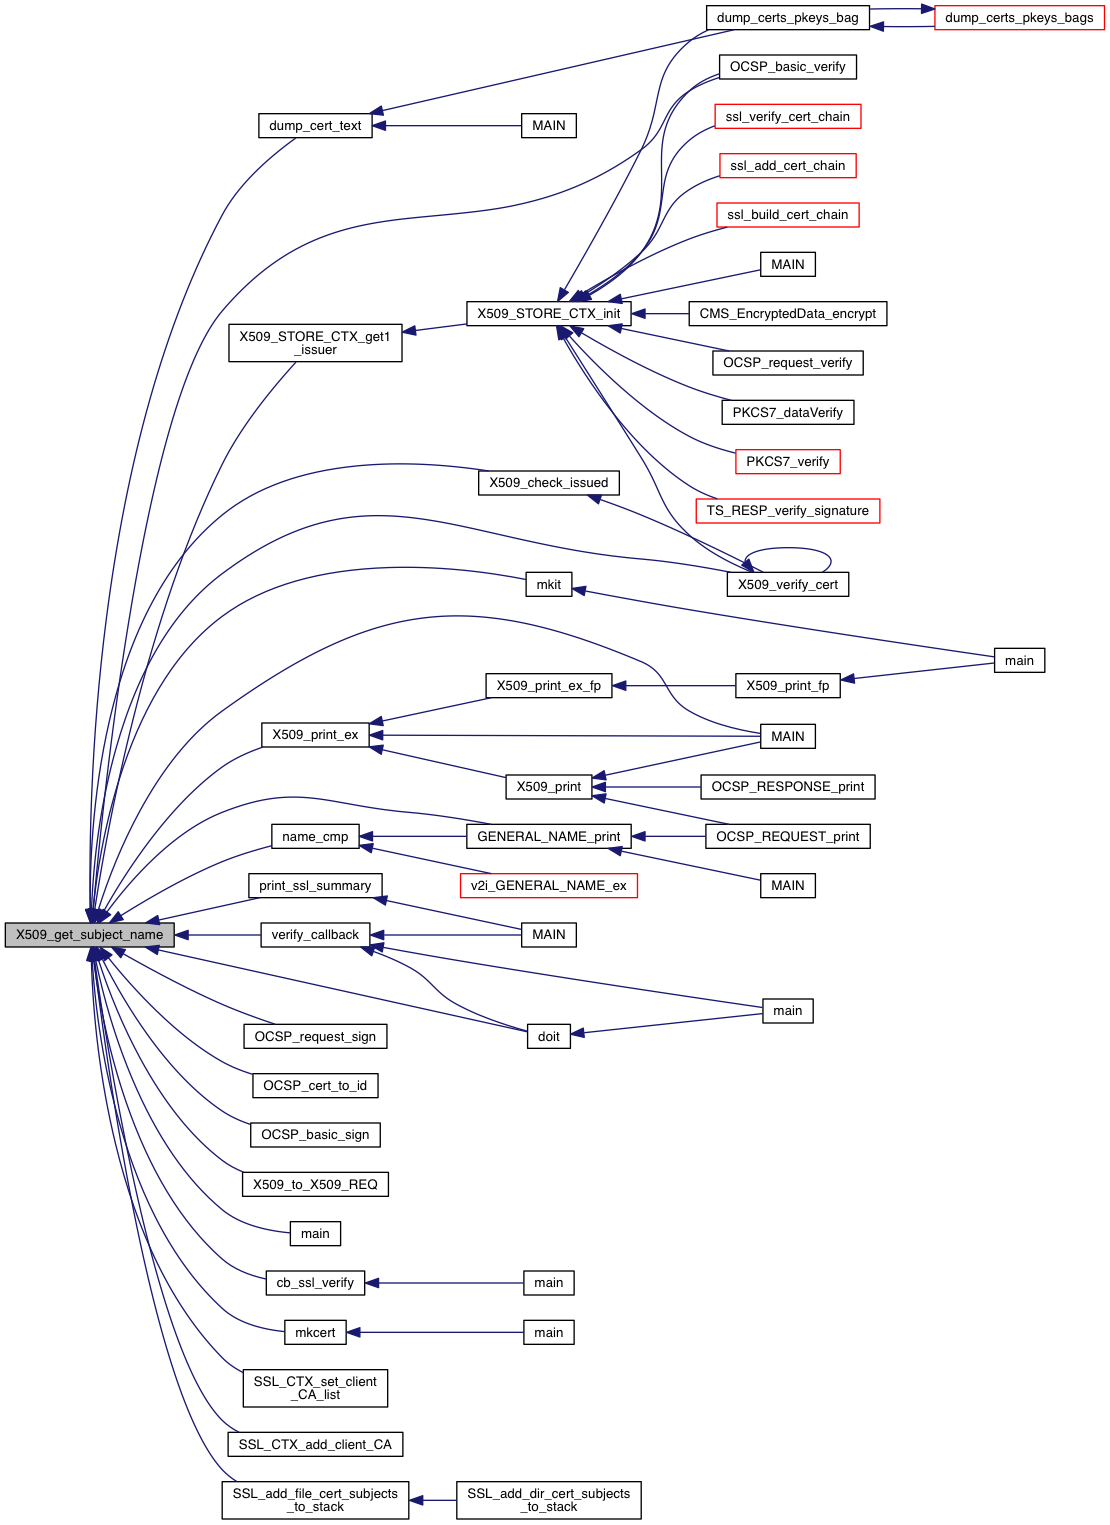 dump_certs_pkeys_bag
dump_certs_pkeys_bags
OCSP_basic_verify
ssl_verify_cert_chain
dump_cert_text
MAIN
ssl_add_cert_chain
ssl_build_cert_chain
MAIN
X509_STORE_CTX_init
CMS_EncryptedData_encrypt
X509_STORE_CTX_get1
_issuer
OCSP_request_verify
PKCS7_dataVerify
PKCS7_verify
X509_check_issued
TS_RESP_verify_signature
mkit
X509_verify_cert
main
X509_print_ex_fp
X509_print_fp
X509_print_ex
MAIN
X509_print
OCSP_RESPONSE_print
name_cmp
GENERAL_NAME_print
OCSP_REQUEST_print
print_ssl_summary
v2i_GENERAL_NAME_ex
MAIN
X509_get_subject_name
verify_callback
MAIN
main
OCSP_request_sign
doit
OCSP_cert_to_id
OCSP_basic_sign
X509_to_X509_REQ
main
cb_ssl_verify
main
mkcert
main
SSL_CTX_set_client
_CA_list
SSL_CTX_add_client_CA
SSL_add_file_cert_subjects
_to_stack
SSL_add_dir_cert_subjects
_to_stack